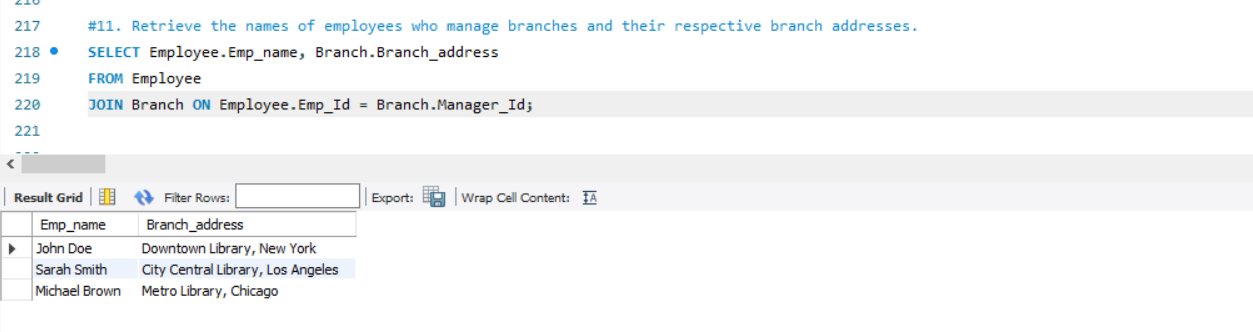 217 #11. Retrieve the names of employees who manage branches and their respective branch addresses.
218 SELECT Employee.Emp_name, Branch.Branch_address
219 FROM Employee
220 JOIN Branch ON Employee.Emp_Id = Branch.Manager_Id;
221
Result Grid Filter Rows: Export: Wrap Cell Content:
Emp_name Branch_address
John Doe Downtown Library, New York
Sarah Smith City Central Library, Los Angeles
Michael Brown Metro Library, Chicago